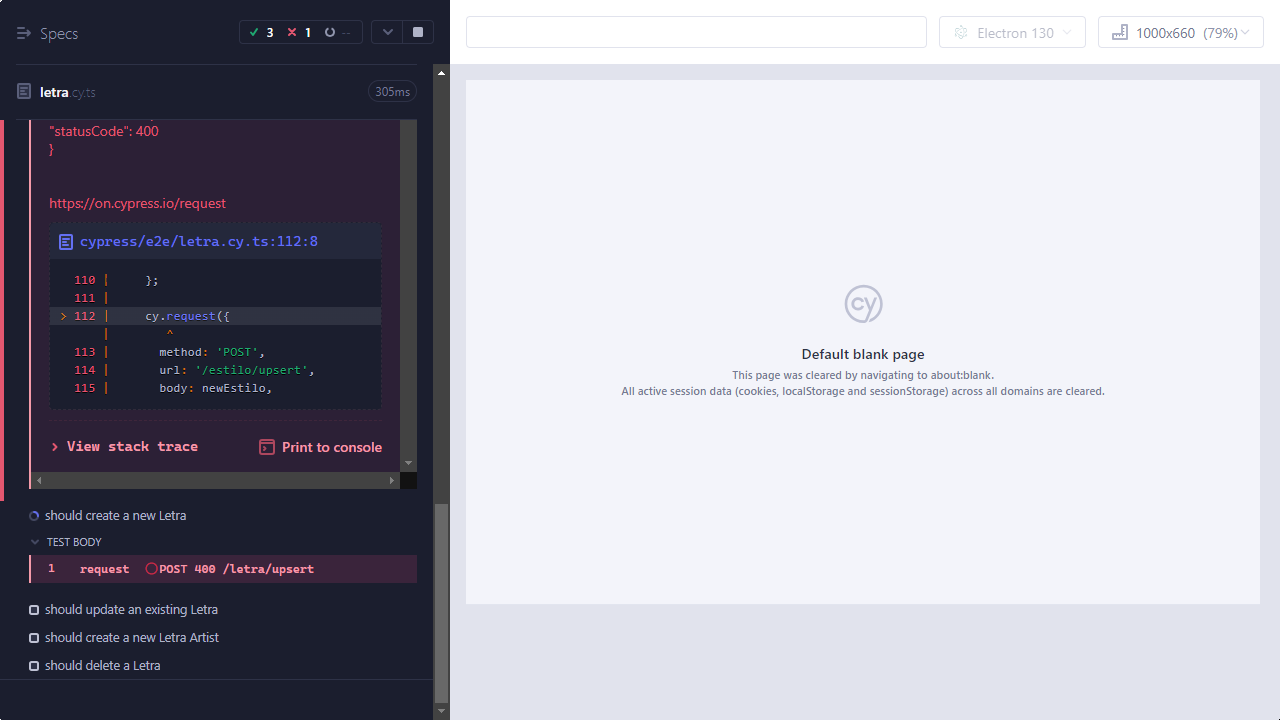 Specs
3 1 --
letra.cy.ts
305ms
"statusCode": 400
}
https://on.cypress.io/request
cypress/e2e/letra.cy.ts:112:8
110 | };
111 |
> 112 | cy.request({
| ^
113 | method: 'POST',
114 | url: '/estilo/upsert',
115 | body: newEstilo,
View stack trace
Print to console
should create a new Letra
TEST BODY
1 request POST 400 /letra/upsert
should update an existing Letra
should create a new Letra Artist
should delete a Letra
Electron 130
1000x660 (79%)
cy
Default blank page
This page was cleared by navigating to about:blank.
All active session data (cookies, localStorage and sessionStorage) across all domains are cleared.